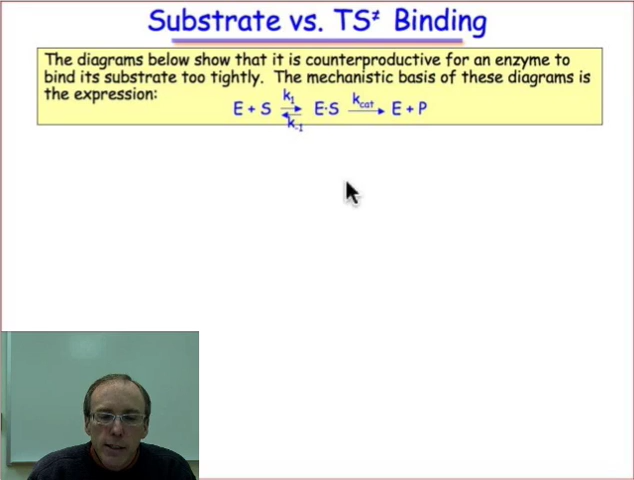 Substrate vs. TS≠ Binding
The diagrams below show that it is counterproductive for an enzyme to
bind its substrate too tightly. The mechanistic basis of these diagrams is
the expression:
k1 kcat
E + S ⇌ E·S → E + P
k-1